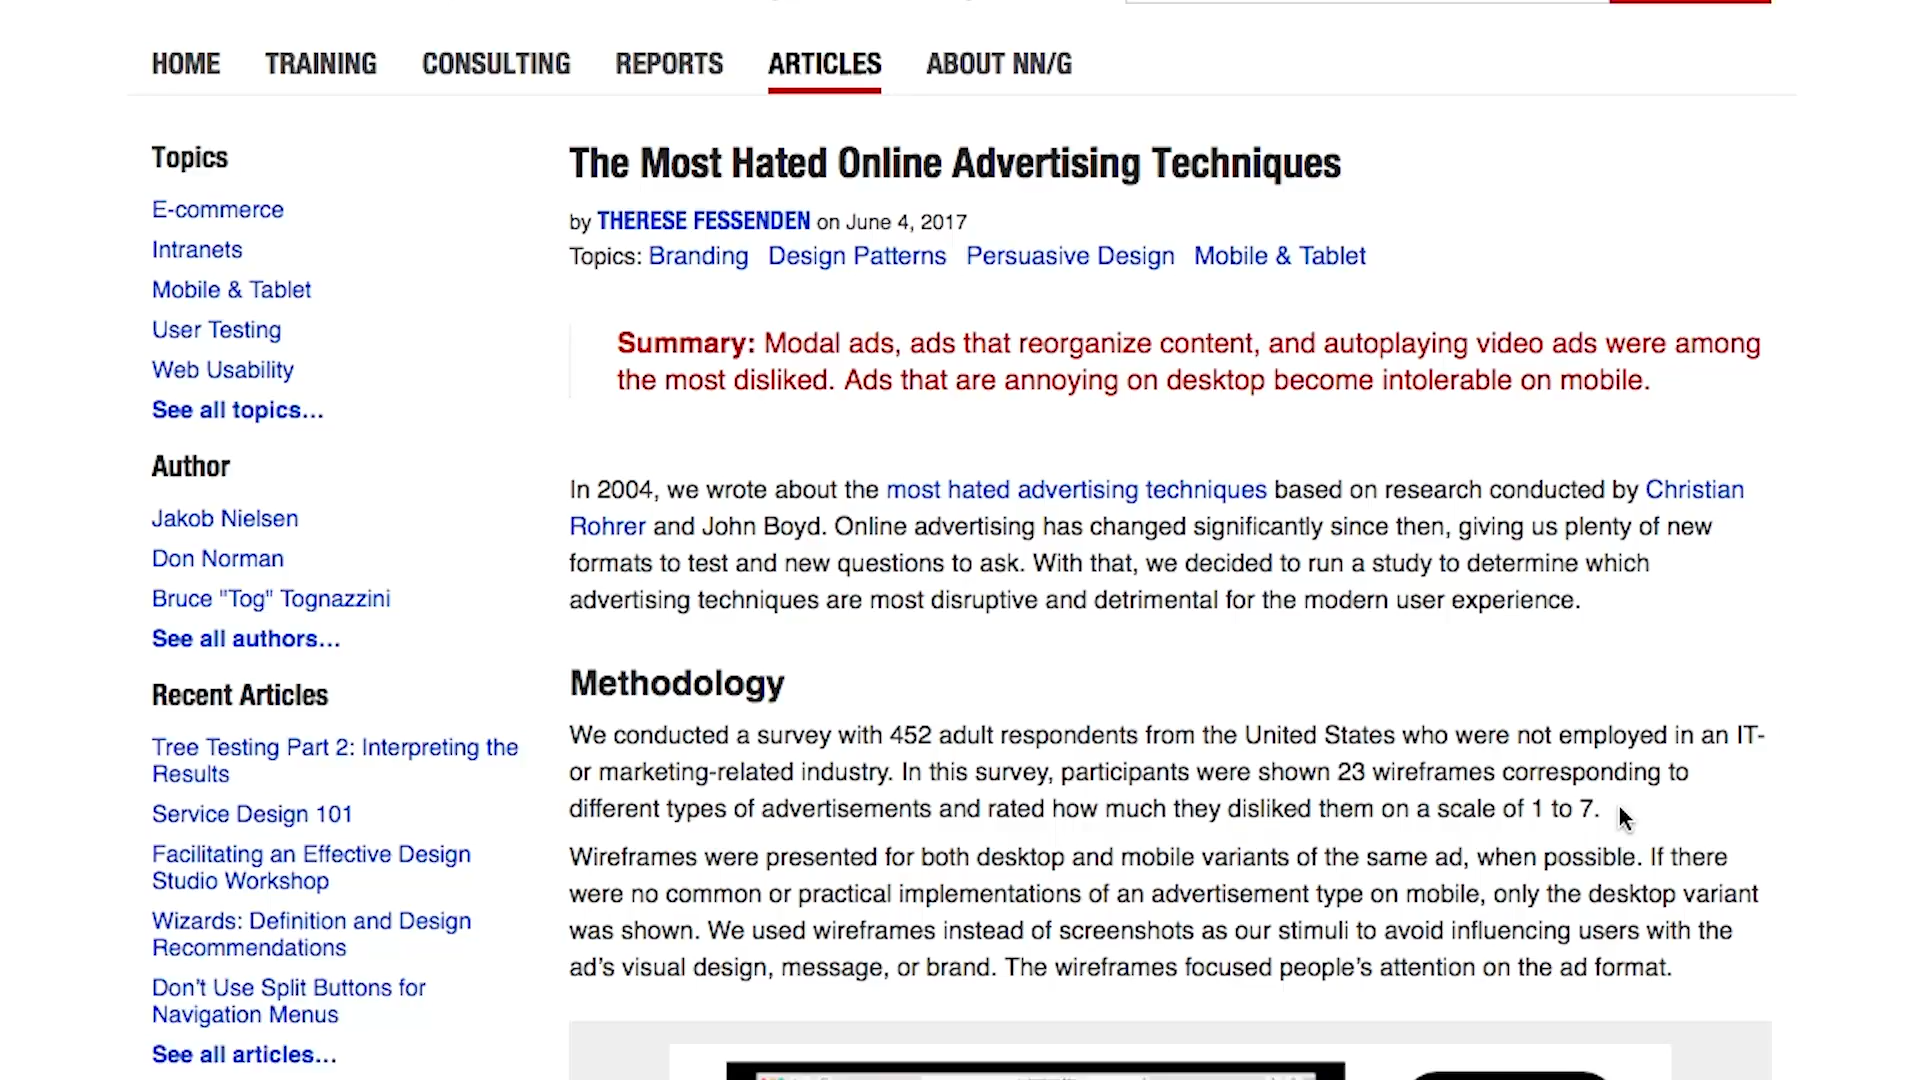 HOME TRAINING CONSULTING REPORTS ARTICLES ABOUT NN/G
Topics
E-commerce
Intranets
Mobile & Tablet
User Testing
Web Usability
See all topics...
Author
Jakob Nielsen
Don Norman
Bruce "Tog" Tognazzini
See all authors...
Recent Articles
Tree Testing Part 2: Interpreting the
Results
Service Design 101
Facilitating an Effective Design
Studio Workshop
Wizards: Definition and Design
Recommendations
Don't Use Split Buttons for
Navigation Menus
See all articles...
The Most Hated Online Advertising Techniques
by THERESE FESSENDEN on June 4, 2017
Topics: Branding Design Patterns Persuasive Design Mobile & Tablet
Summary: Modal ads, ads that reorganize content, and autoplaying video ads were among
the most disliked. Ads that are annoying on desktop become intolerable on mobile.
In 2004, we wrote about the most hated advertising techniques based on research conducted by Christian
Rohrer and John Boyd. Online advertising has changed significantly since then, giving us plenty of new
formats to test and new questions to ask. With that, we decided to run a study to determine which
advertising techniques are most disruptive and detrimental for the modern user experience.
Methodology
We conducted a survey with 452 adult respondents from the United States who were not employed in an IT-
or marketing-related industry. In this survey, participants were shown 23 wireframes corresponding to
different types of advertisements and rated how much they disliked them on a scale of 1 to 7.
Wireframes were presented for both desktop and mobile variants of the same ad, when possible. If there
were no common or practical implementations of an advertisement type on mobile, only the desktop variant
was shown. We used wireframes instead of screenshots as our stimuli to avoid influencing users with the
ad's visual design, message, or brand. The wireframes focused people's attention on the ad format.